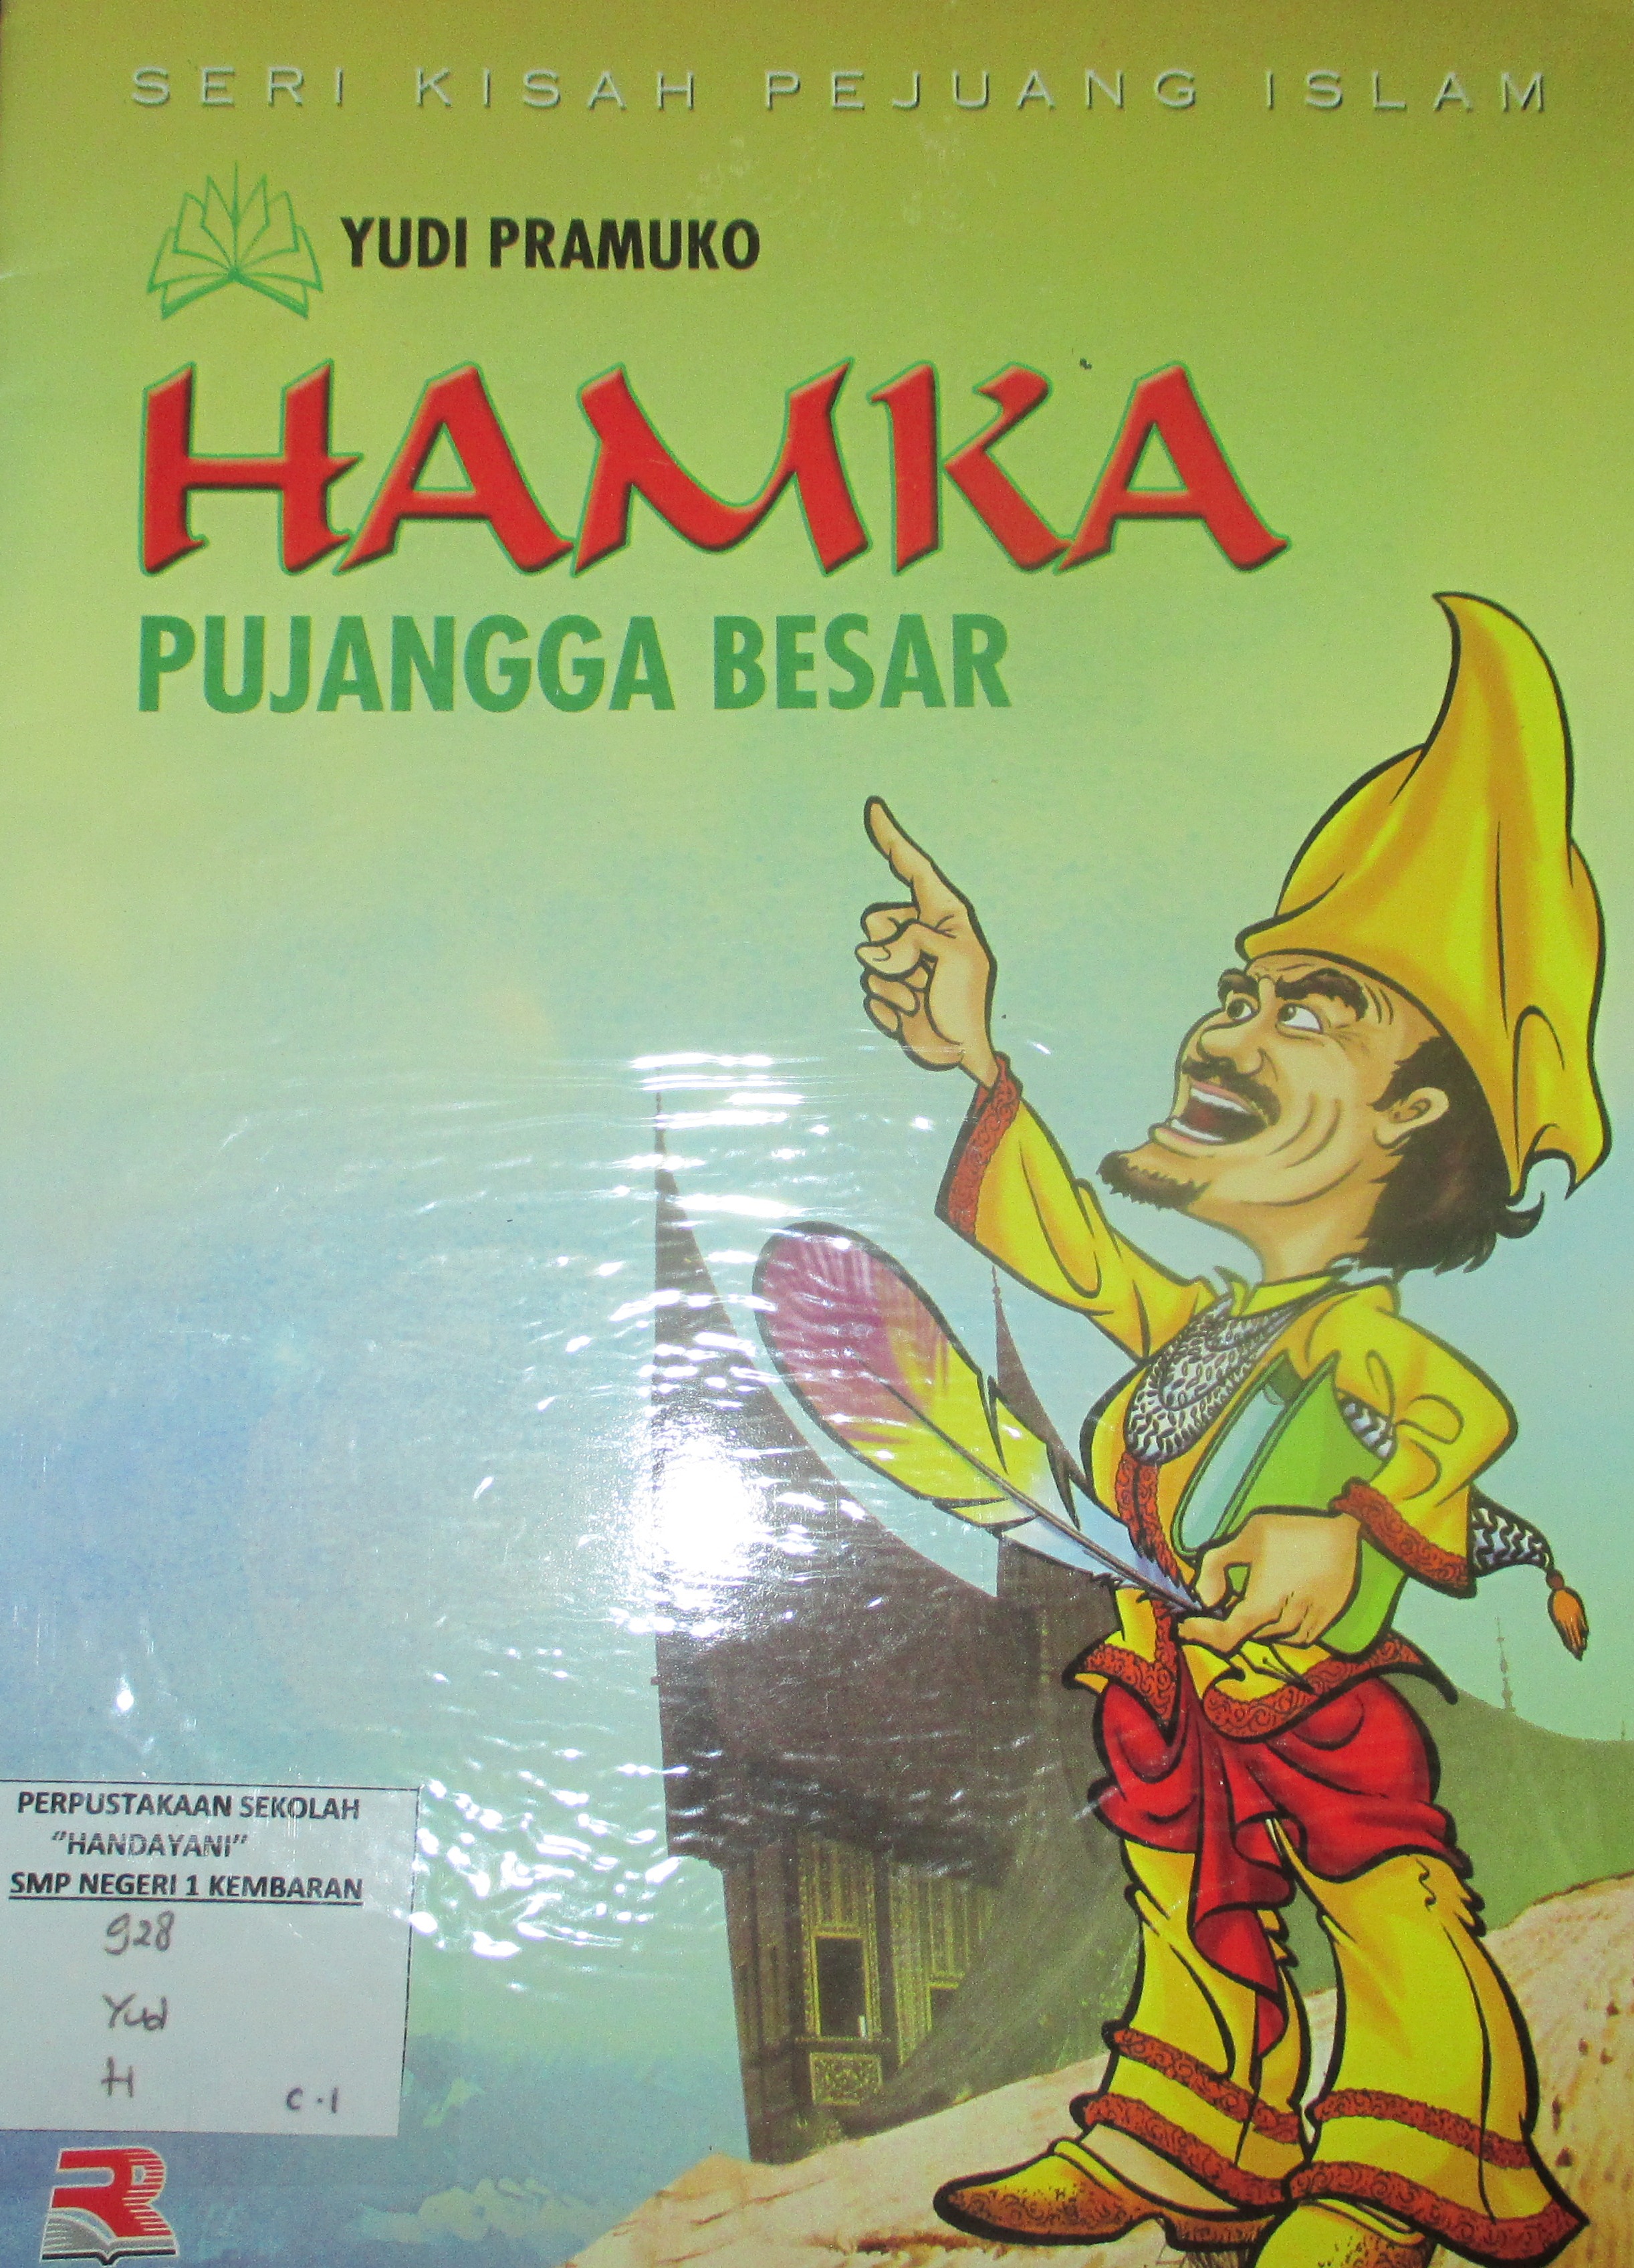 SERI KISAH PEJUANG ISLAM
YUDI PRAMUKO
HAMKA
PUJANGGA BESAR
PERPUSTAKAAN SEKOLAH
"HANDAYANI"
SMP NEGERI 1 KEMBARAN
928
Yud
H
C.1
R